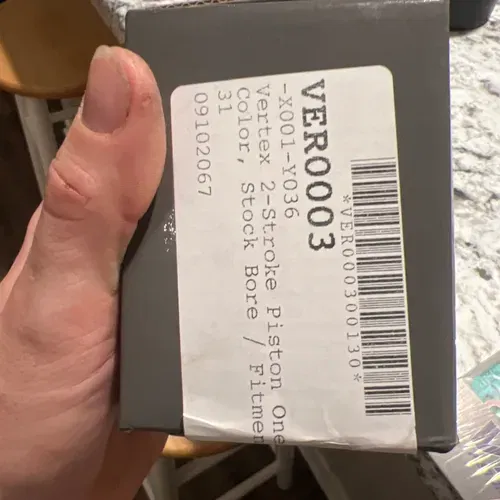 *VER000300130*
VER0003
-X001-Y036
Vertex 2-Stroke Piston One
Color, Stock Bore / Fitmen
31
09102067